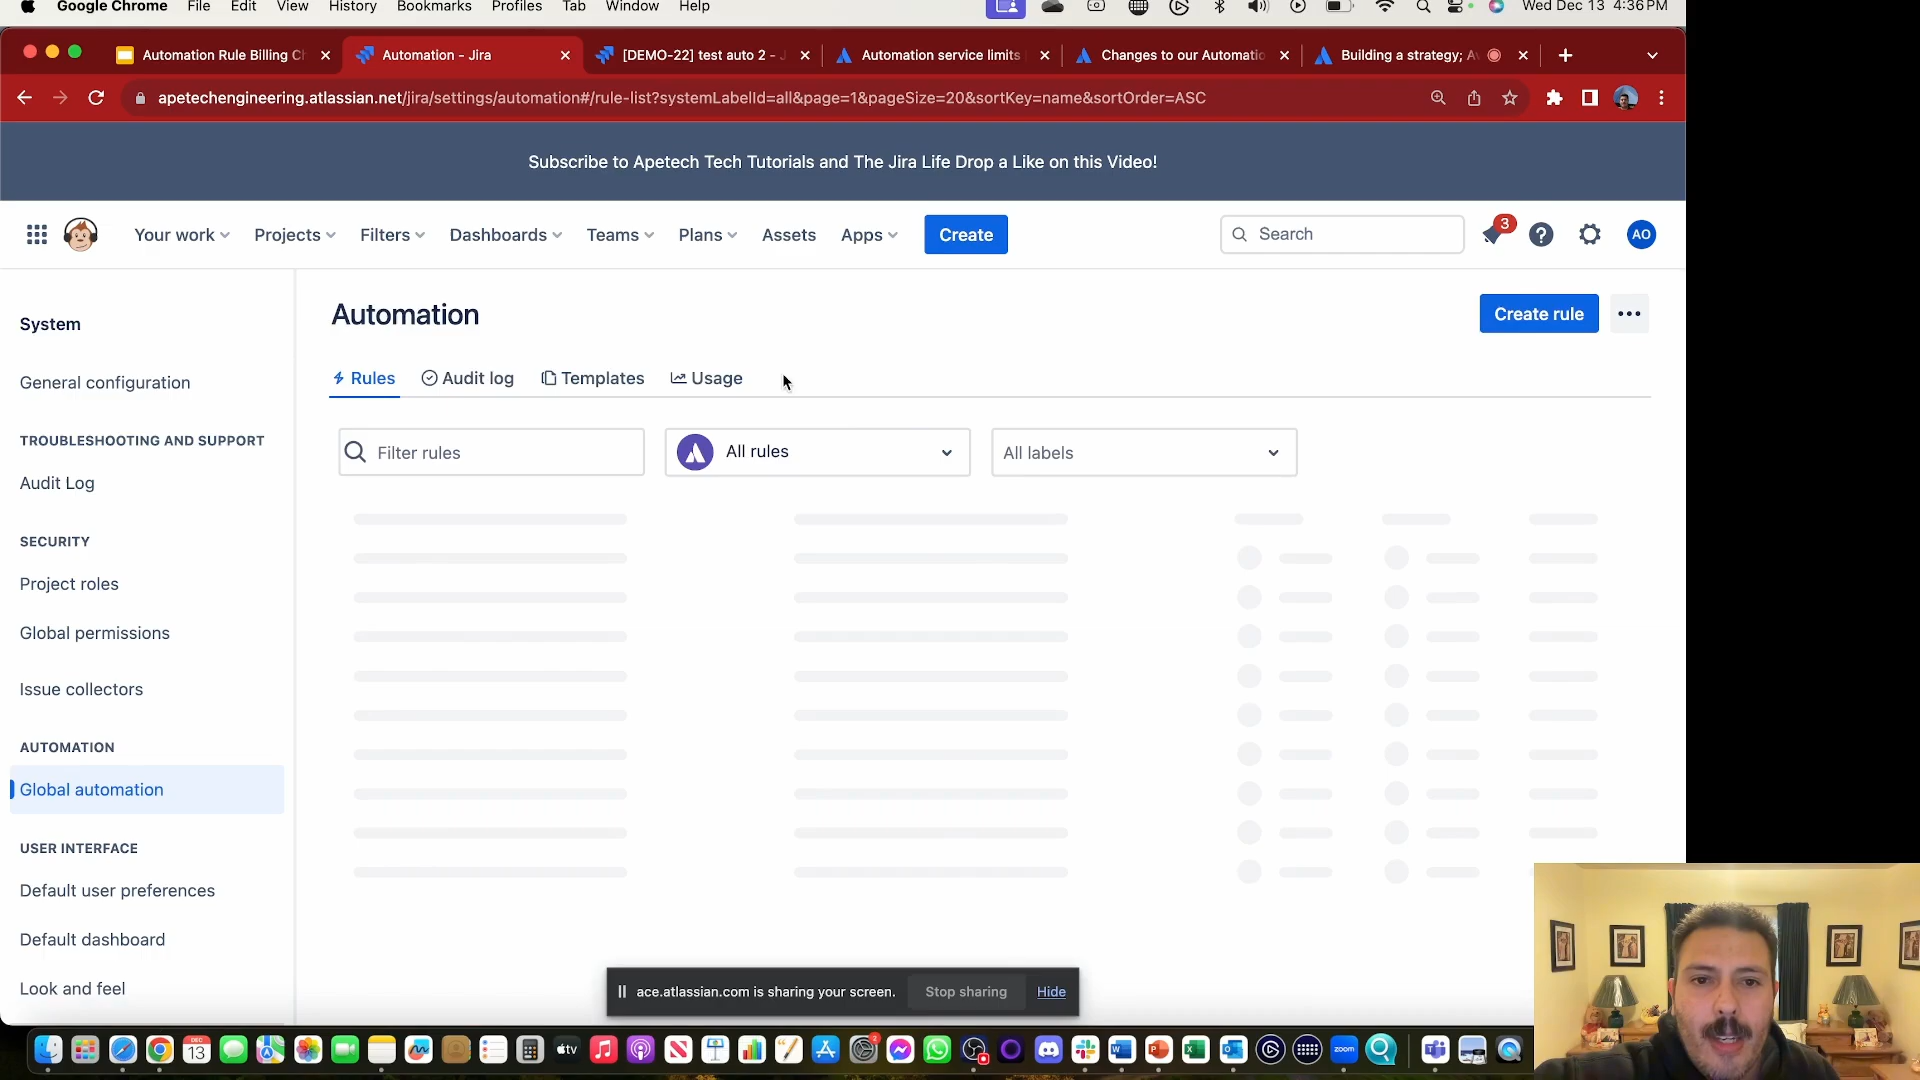 Google Chrome File Edit View History Bookmarks Profiles Tab Window Help Wed Dec 13 4:36 PM
Automation Rule Billing C
Automation - Jira
[DEMO-22] test auto 2 -
Automation service limits
Changes to our Automatio
Building a strategy;
apetechengineering.atlassian.net/jira/settings/automation#/rule-list?systemLabelId=all&page=1&pageSize=20&sortKey=name&sortOrder=ASC
Subscribe to Apetech Tech Tutorials and The Jira Life Drop a Like on this Video!
Your work Projects Filters Dashboards Teams Plans Assets Apps Create Search 3 AO
System
General configuration
TROUBLESHOOTING AND SUPPORT
Audit Log
SECURITY
Project roles
Global permissions
Issue collectors
AUTOMATION
Global automation
USER INTERFACE
Default user preferences
Default dashboard
Look and feel
Automation
Create rule
Rules Audit log Templates Usage
Filter rules All rules All labels
ace.atlassian.com is sharing your screen. Stop sharing Hide
DEC
13
tv
2
zoom